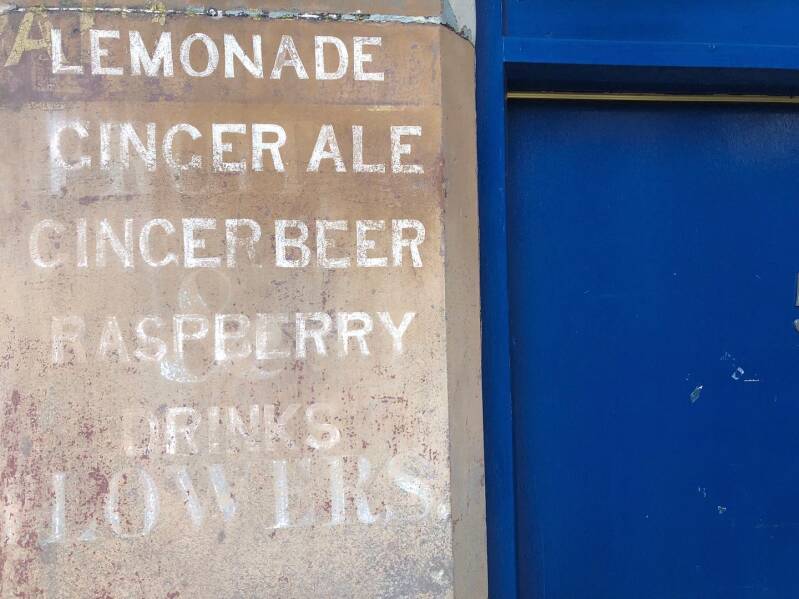 LEMONADE
GINGER ALE
GINGER BEER
&
RASPBERRY
DRINKS
LOWERS.